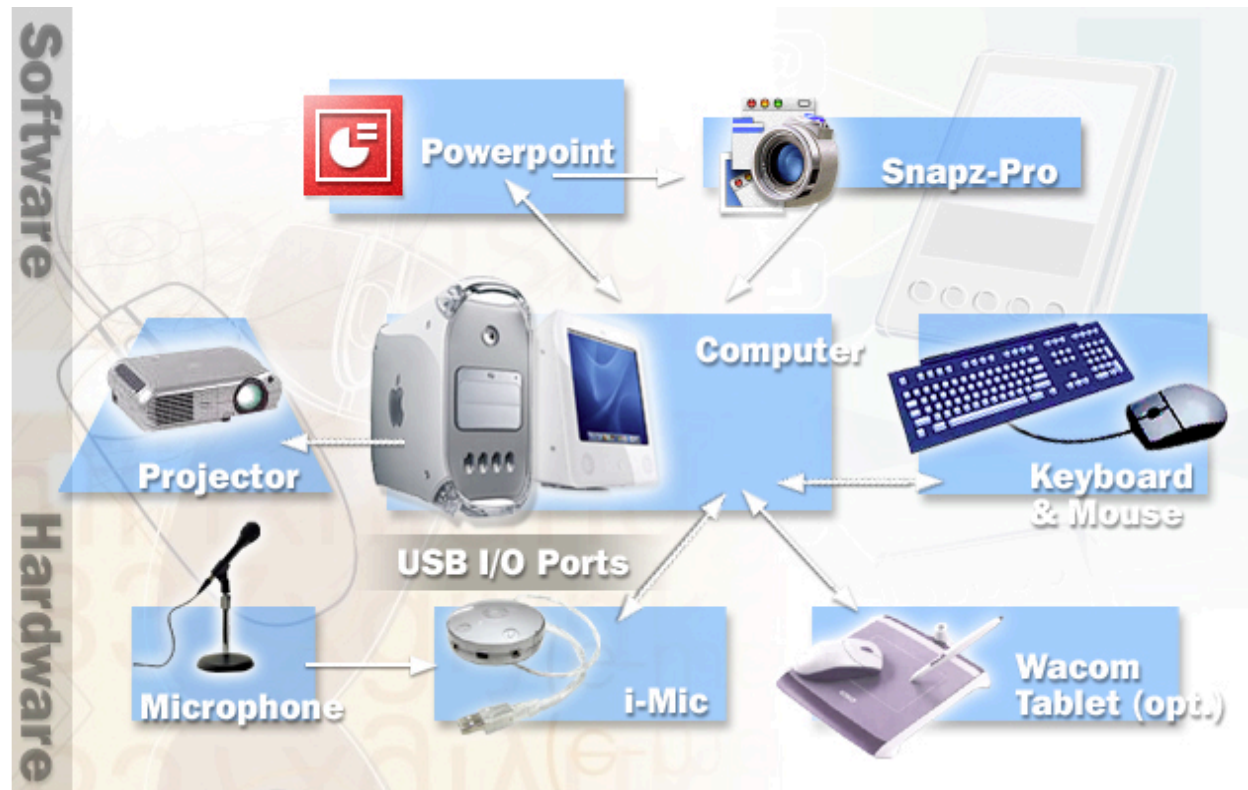 Software
Powerpoint
Snapz-Pro
Computer
Projector
Keyboard
& Mouse
Hardware
USB I/O Ports
Microphone
i-Mic
Wacom
Tablet (opt.)